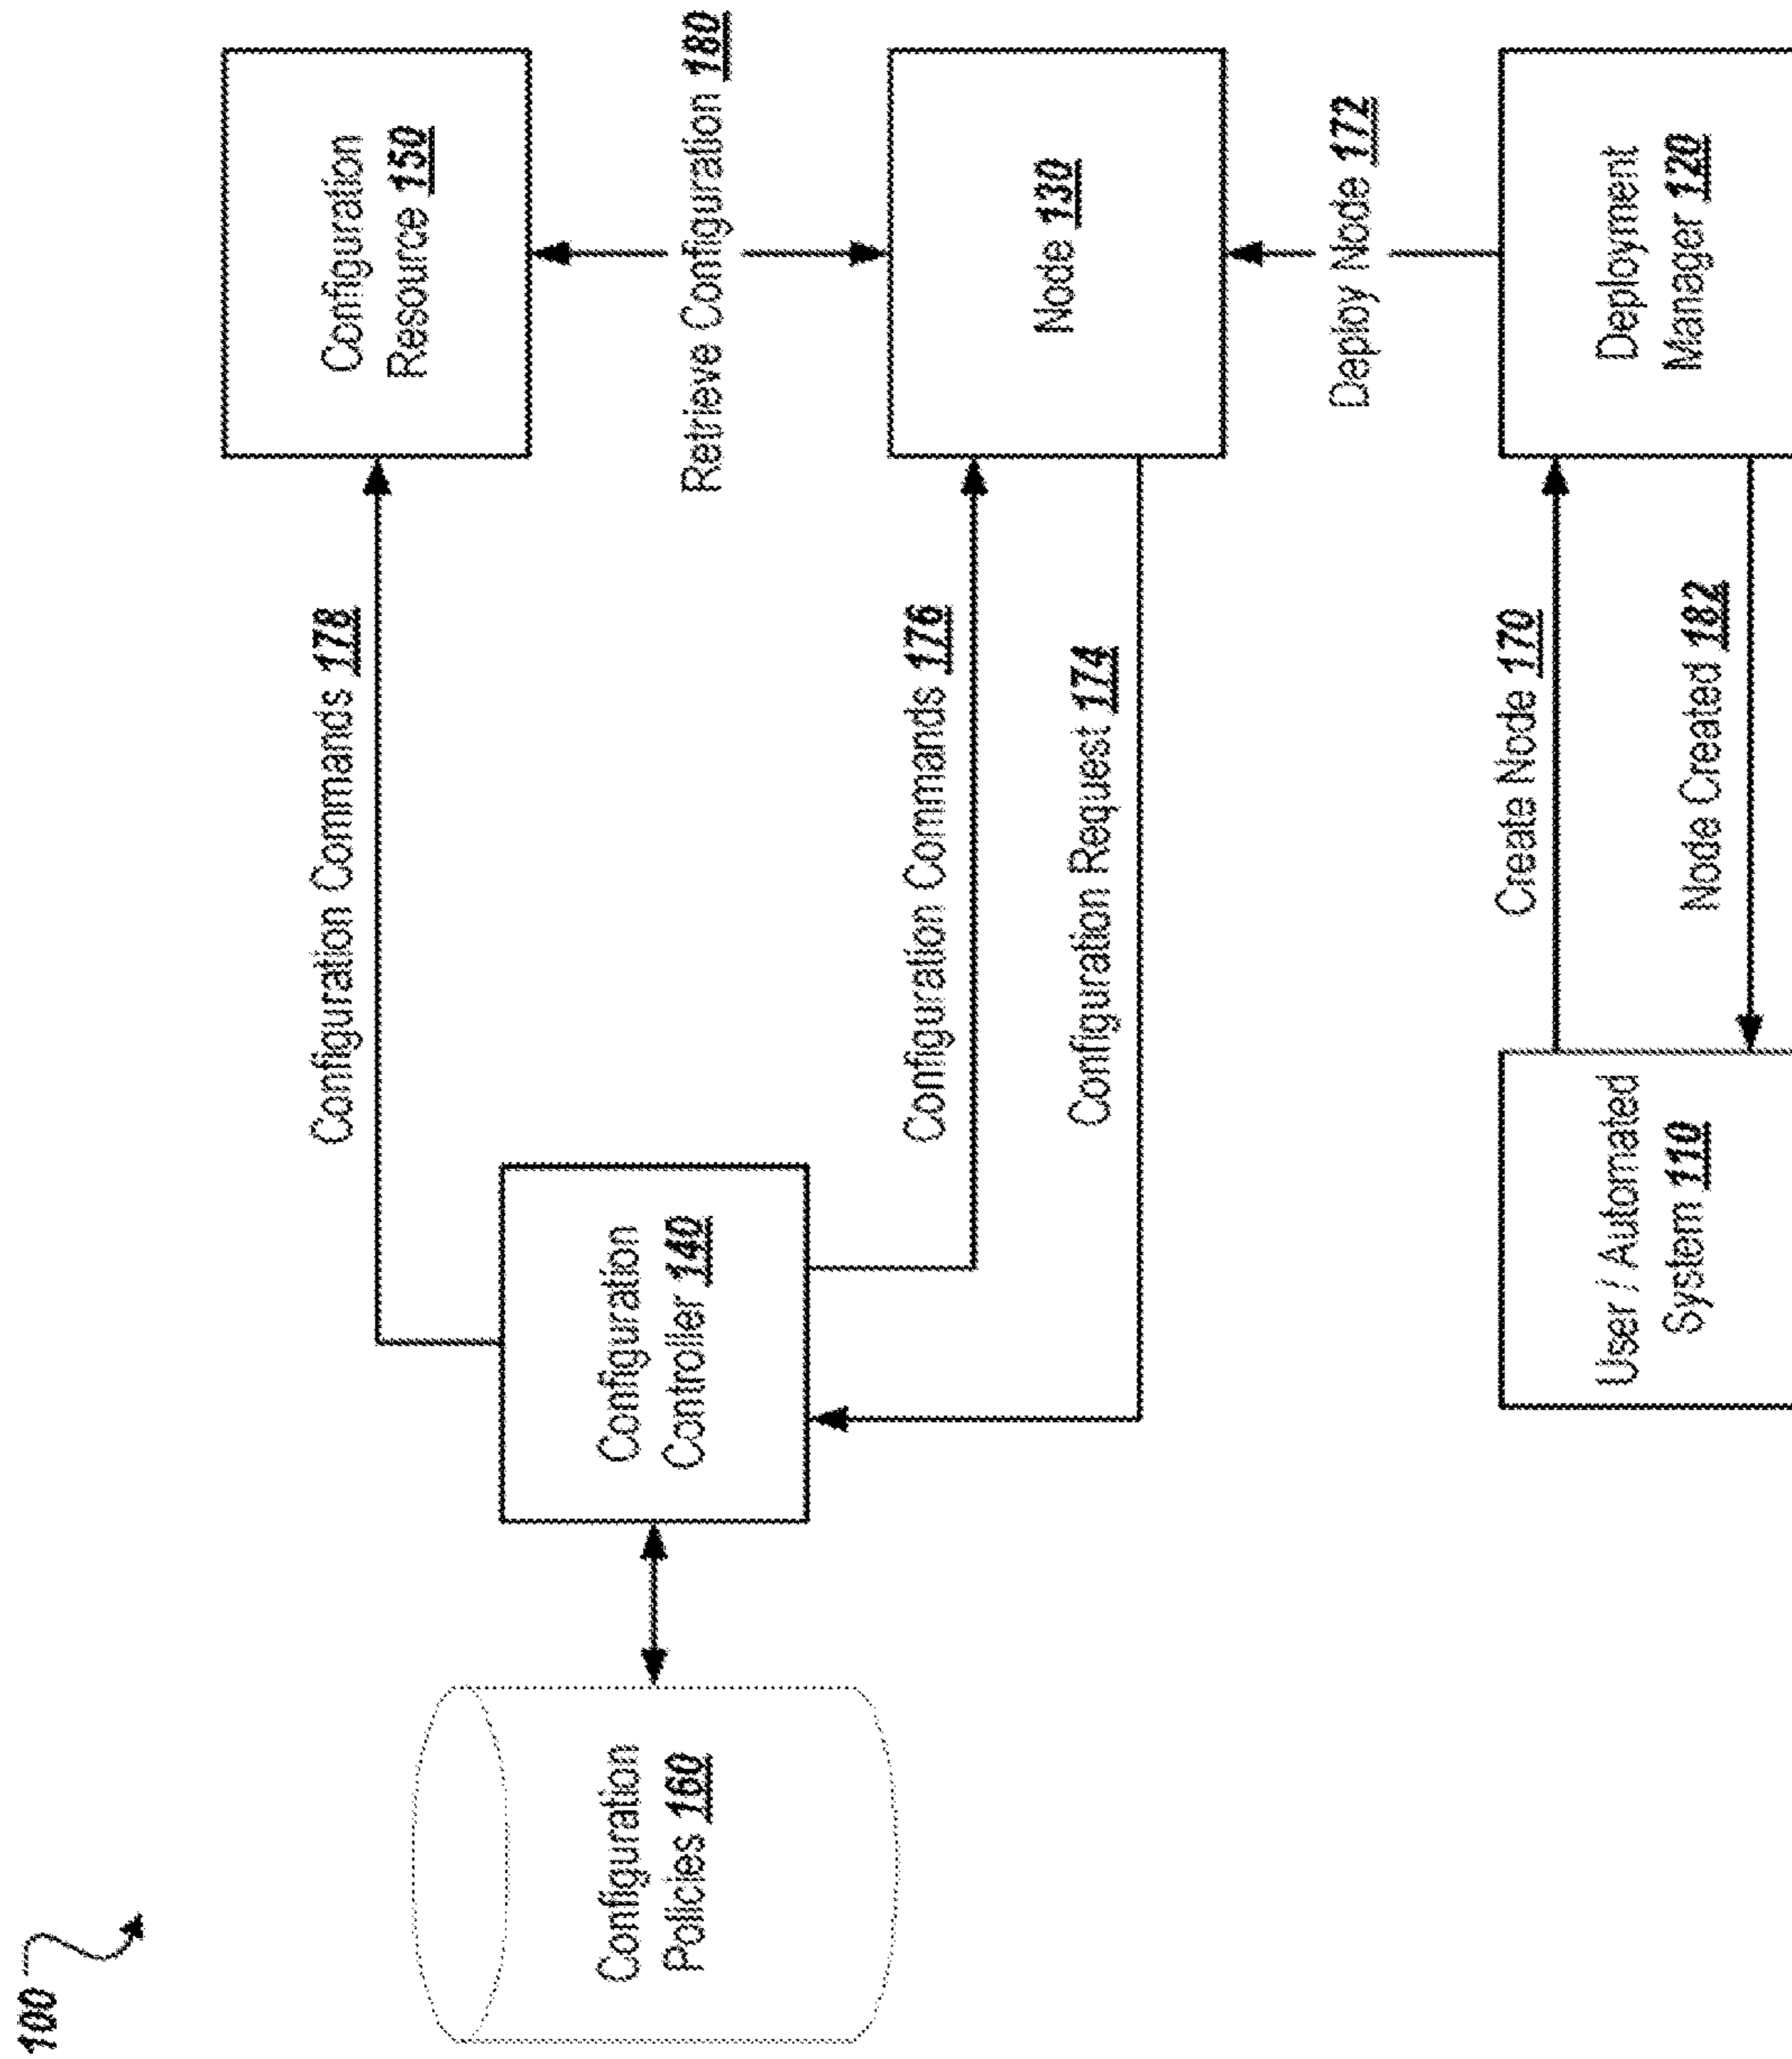 100
Configuration
Policies 160
Configuration
Controller 140
Configuration Commands 178
Configuration
Resource 150
Retrieve Configuration 180
Configuration Commands 176
Configuration Request 174
Node 130
Deploy Node 172
User / Automated
System 110
Create Node 170
Node Created 182
Deployment
Manager 120